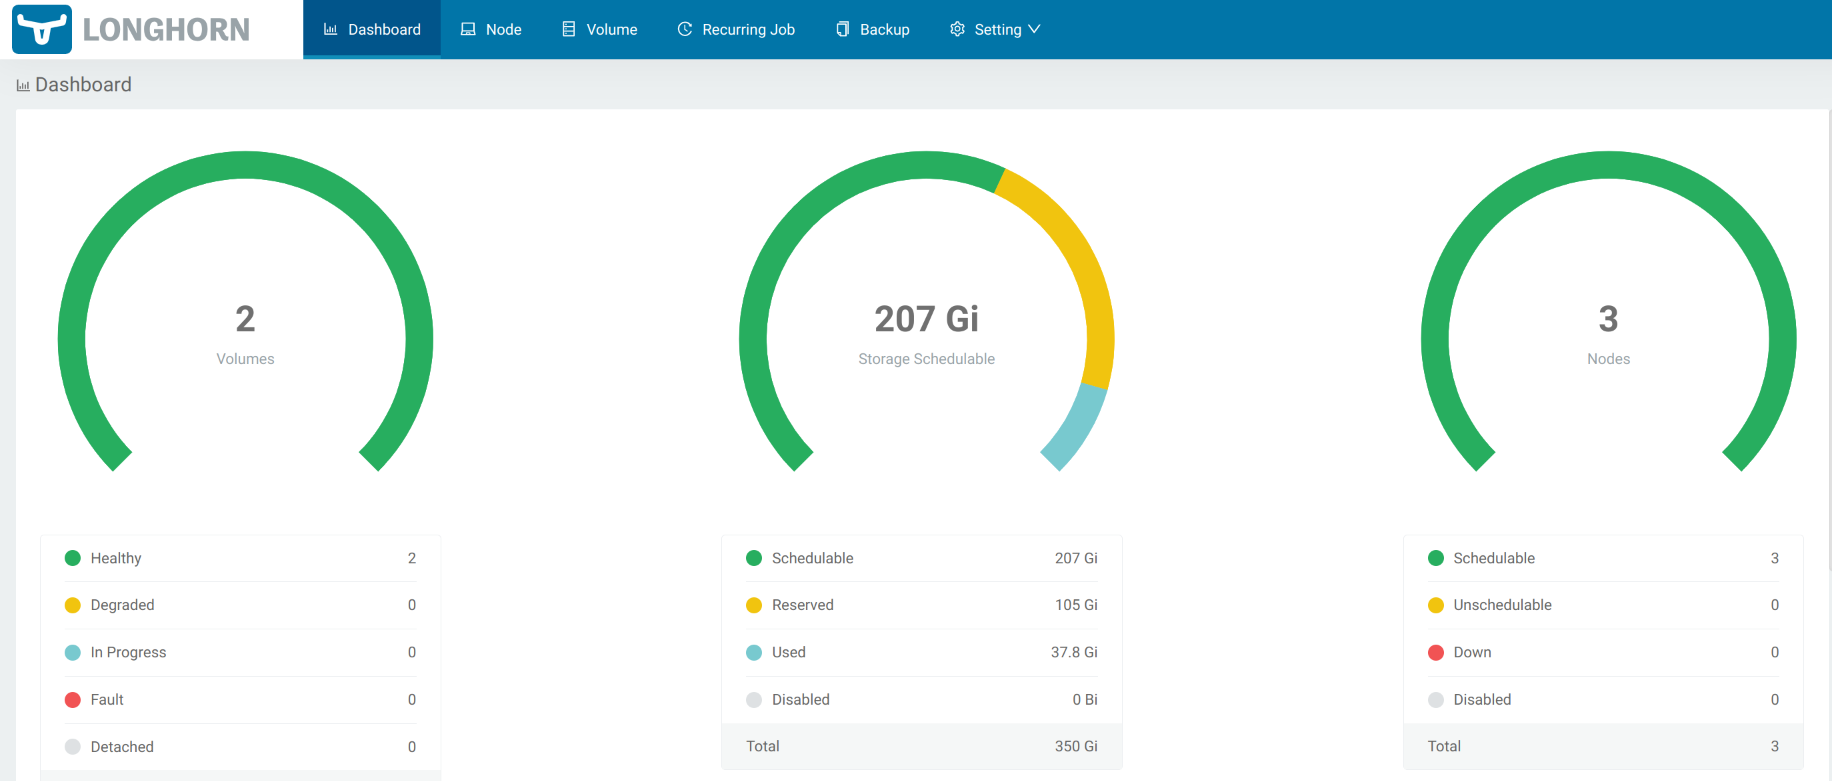 LONGHORN
Dashboard
Node
Volume
Recurring Job
Backup
Setting
Dashboard
2
Volumes
207 Gi
Storage Schedulable
3
Nodes
Healthy 2
Degraded 0
In Progress 0
Fault 0
Detached 0
Schedulable 207 Gi
Reserved 105 Gi
Used 37.8 Gi
Disabled 0 Bi
Total 350 Gi
Schedulable 3
Unschedulable 0
Down 0
Disabled 0
Total 3